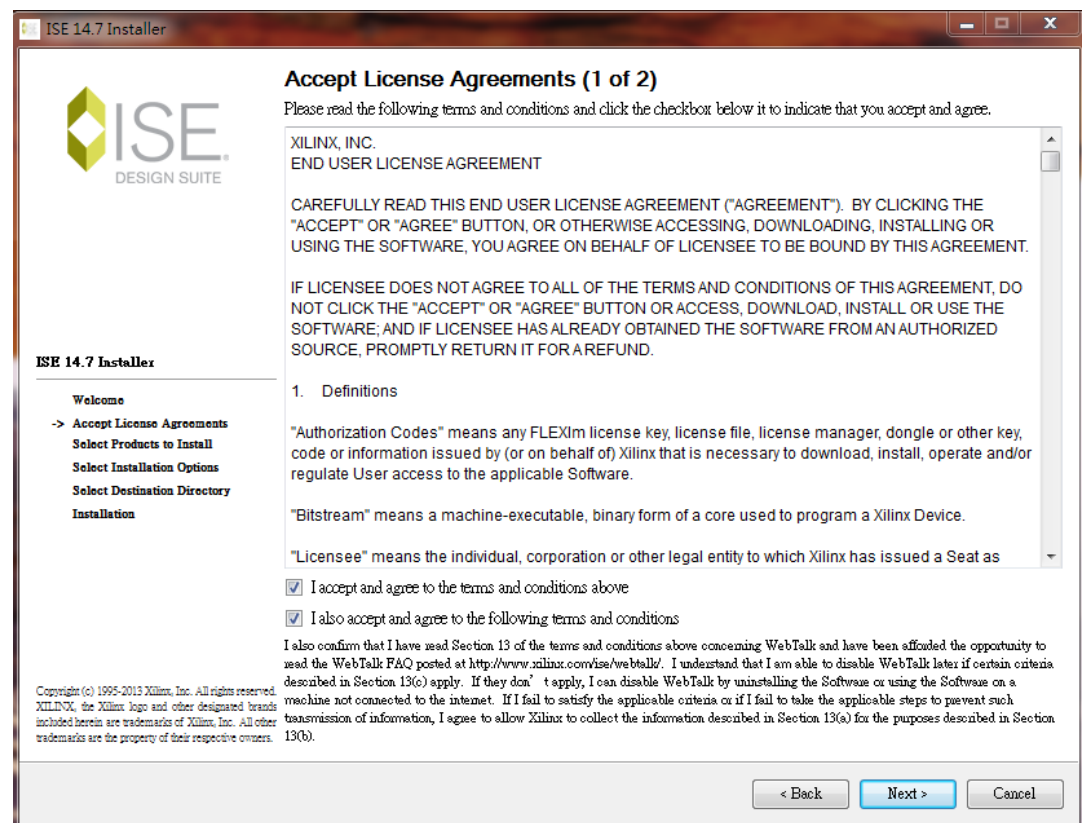 ISE 14.7 Installer
ISE.
DESIGN SUITE
ISE 14.7 Installer
Welcome
-> Accept License Agreements
Select Products to Install
Select Installation Options
Select Destination Directory
Installation
Copyright (c) 1995-2013 Xilinx, Inc. All rights reserved.
XILINX, the Xilinx logo and other designated brands
included herein are trademarks of Xilinx, Inc. All other
trademarks are the property of their respective owners.
Accept License Agreements (1 of 2)
Please read the following terms and conditions and click the checkbox below it to indicate that you accept and agree.
XILINX, INC.
END USER LICENSE AGREEMENT
CAREFULLY READ THIS END USER LICENSE AGREEMENT ("AGREEMENT"). BY CLICKING THE
"ACCEPT" OR "AGREE" BUTTON, OR OTHERWISE ACCESSING, DOWNLOADING, INSTALLING OR
USING THE SOFTWARE, YOU AGREE ON BEHALF OF LICENSEE TO BE BOUND BY THIS AGREEMENT.
IF LICENSEE DOES NOT AGREE TO ALL OF THE TERMS AND CONDITIONS OF THIS AGREEMENT, DO
NOT CLICK THE "ACCEPT" OR "AGREE" BUTTON OR ACCESS, DOWNLOAD, INSTALL OR USE THE
SOFTWARE; AND IF LICENSEE HAS ALREADY OBTAINED THE SOFTWARE FROM AN AUTHORIZED
SOURCE, PROMPTLY RETURN IT FOR A REFUND.
1. Definitions
"Authorization Codes" means any FLEXlm license key, license file, license manager, dongle or other key,
code or information issued by (or on behalf of) Xilinx that is necessary to download, install, operate and/or
regulate User access to the applicable Software.
"Bitstream" means a machine-executable, binary form of a core used to program a Xilinx Device.
"Licensee" means the individual, corporation or other legal entity to which Xilinx has issued a Seat as
I accept and agree to the terms and conditions above
I also accept and agree to the following terms and conditions
I also confirm that I have read Section 13 of the terms and conditions above concerning WebTalk and have been afforded the opportunity to
read the WebTalk FAQ posted at http://www.xilinx.com/ise/webtalk/. I understand that I am able to disable WebTalk later if certain criteria
described in Section 13(c) apply. If they don't apply, I can disable WebTalk by uninstalling the Software or using the Software on a
machine not connected to the internet. If I fail to satisfy the applicable criteria or if I fail to take the applicable steps to prevent such
transmission of information, I agree to allow Xilinx to collect the information described in Section 13(a) for the purposes described in Section
13(b).
< Back
Next >
Cancel